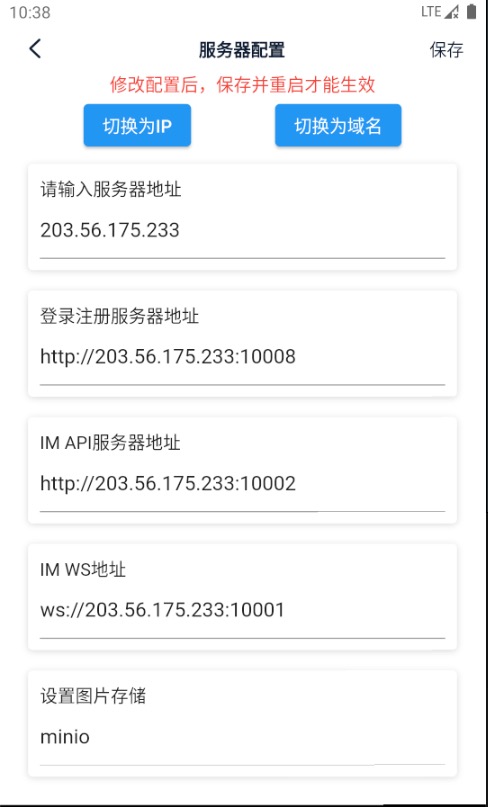 10:38 LTE
服务器配置 保存
修改配置后，保存并重启才能生效
切换为IP 切换为域名
请输入服务器地址
203.56.175.233
登录注册服务器地址
http://203.56.175.233:10008
IM API服务器地址
http://203.56.175.233:10002
IM WS地址
ws://203.56.175.233:10001
设置图片存储
minio